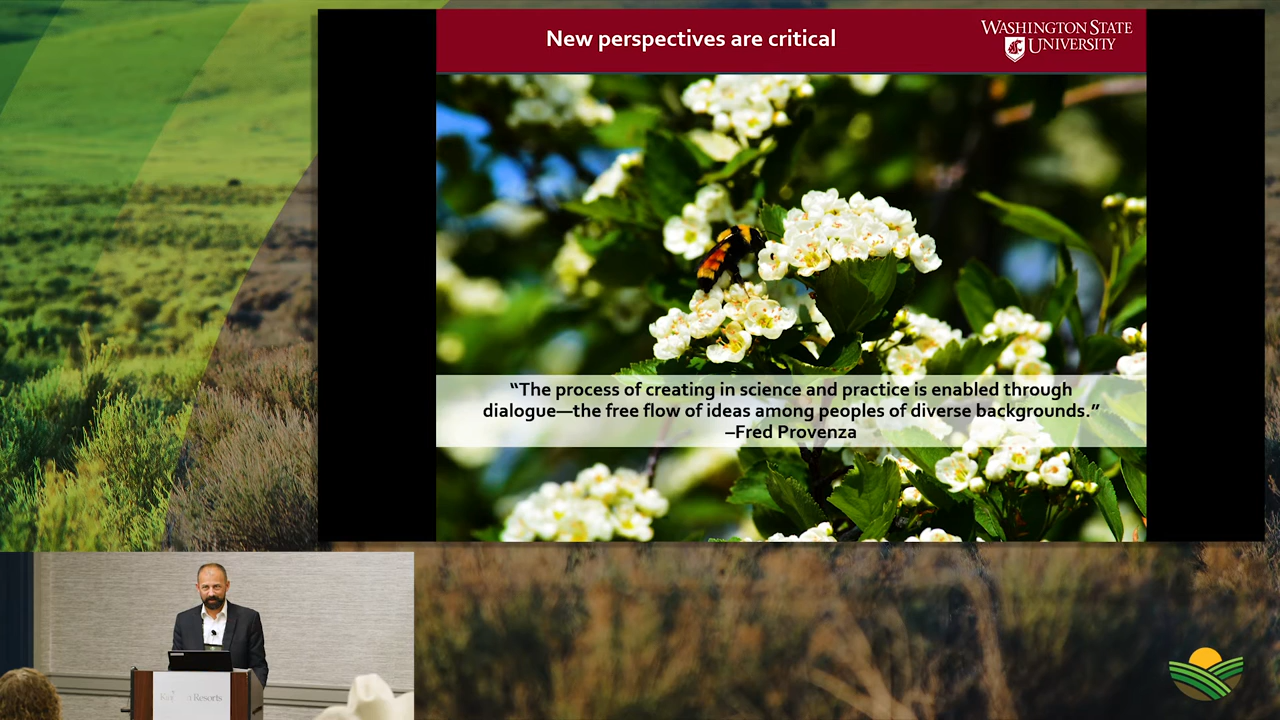 New perspectives are critical
WASHINGTON STATE
UNIVERSITY
“The process of creating in science and practice is enabled through
dialogue—the free flow of ideas among peoples of diverse backgrounds.”
–Fred Provenza
Resorts